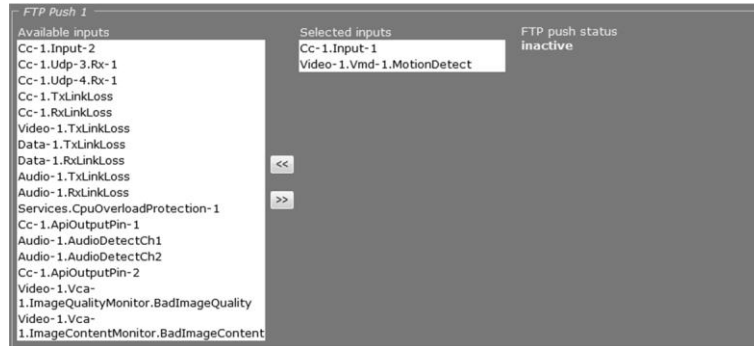 FTP Push 1
Available inputs
Cc-1.Input-2
Cc-1.Udp-3.Rx-1
Cc-1.Udp-4.Rx-1
Cc-1.TxLinkLoss
Cc-1.RxLinkLoss
Video-1.TxLinkLoss
Data-1.TxLinkLoss
Data-1.RxLinkLoss
Audio-1.TxLinkLoss
Audio-1.RxLinkLoss
Services.CpuOverloadProtection-1
Cc-1.ApiOutputPin-1
Audio-1.AudioDetectCh1
Audio-1.AudioDetectCh2
Cc-1.ApiOutputPin-2
Video-1.Vca-
1.ImageQualityMonitor.BadImageQuality
Video-1.Vca-
1.ImageContentMonitor.BadImageContent
<<
>>
Selected inputs
Cc-1.Input-1
Video-1.Vmd-1.MotionDetect
FTP push status
inactive